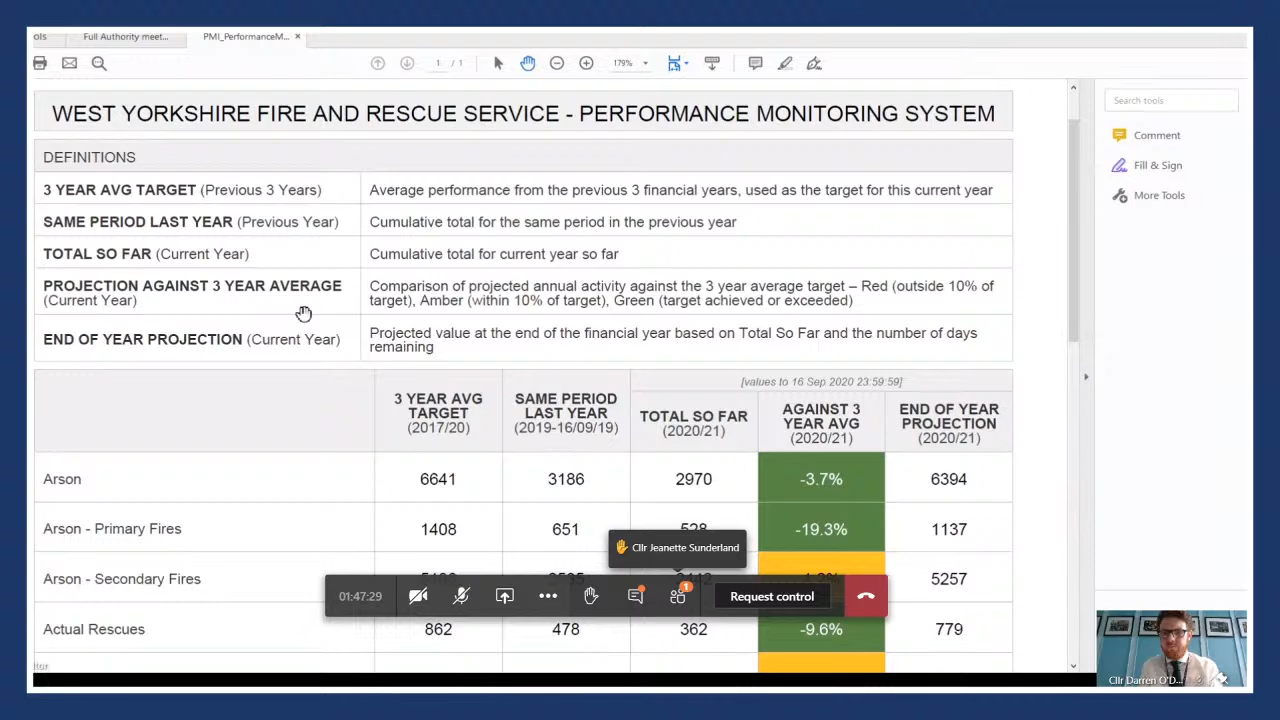 ols
Full Authority meet...
PMI_PerformanceM...
1 / 1
179%
WEST YORKSHIRE FIRE AND RESCUE SERVICE - PERFORMANCE MONITORING SYSTEM
DEFINITIONS
3 YEAR AVG TARGET (Previous 3 Years)
Average performance from the previous 3 financial years, used as the target for this current year
SAME PERIOD LAST YEAR (Previous Year)
Cumulative total for the same period in the previous year
TOTAL SO FAR (Current Year)
Cumulative total for current year so far
PROJECTION AGAINST 3 YEAR AVERAGE
(Current Year)
Comparison of projected annual activity against the 3 year average target – Red (outside 10% of
target), Amber (within 10% of target), Green (target achieved or exceeded)
END OF YEAR PROJECTION (Current Year)
Projected value at the end of the financial year based on Total So Far and the number of days
remaining
[values to 16 Sep 2020 23:59:59]
3 YEAR AVG
TARGET
(2017/20)
SAME PERIOD
LAST YEAR
(2019-16/09/19)
TOTAL SO FAR
(2020/21)
AGAINST 3
YEAR AVG
(2020/21)
END OF YEAR
PROJECTION
(2020/21)
Arson 6641 3186 2970 -3.7% 6394
Arson - Primary Fires 1408 651 528 -19.3% 1137
Arson - Secondary Fires 5257
Actual Rescues 862 478 362 -9.6% 779
Cllr Jeanette Sunderland
01:47:29
1
Request control
Search tools
Comment
Fill & Sign
More Tools
Cllr Darren O'D...